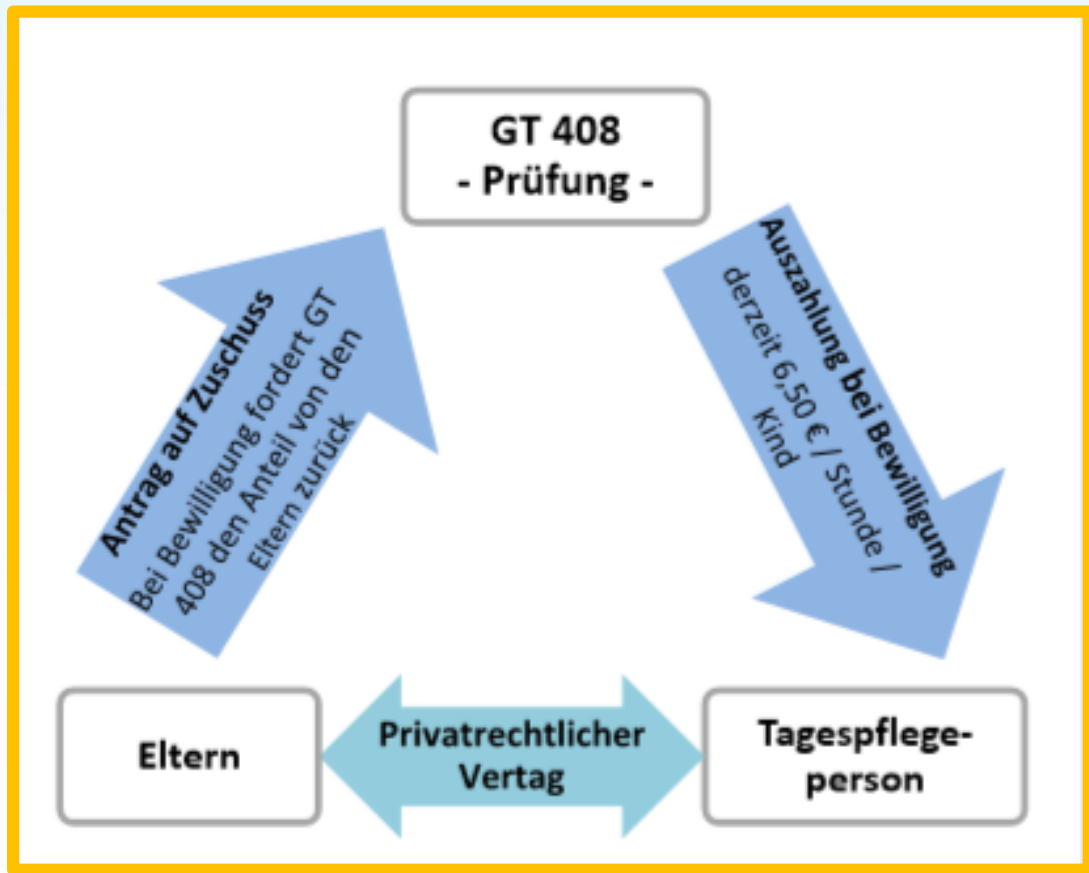 GT 408
- Prüfung -
Antrag auf Zuschuss
Bei Bewilligung fordert GT
408 den Anteil von den
Eltern zurück
Auszahlung bei Bewilligung
derzeit 6,50 € / Stunde /
Kind
Eltern
Privatrechtlicher
Vertag
Tagespflege-
person